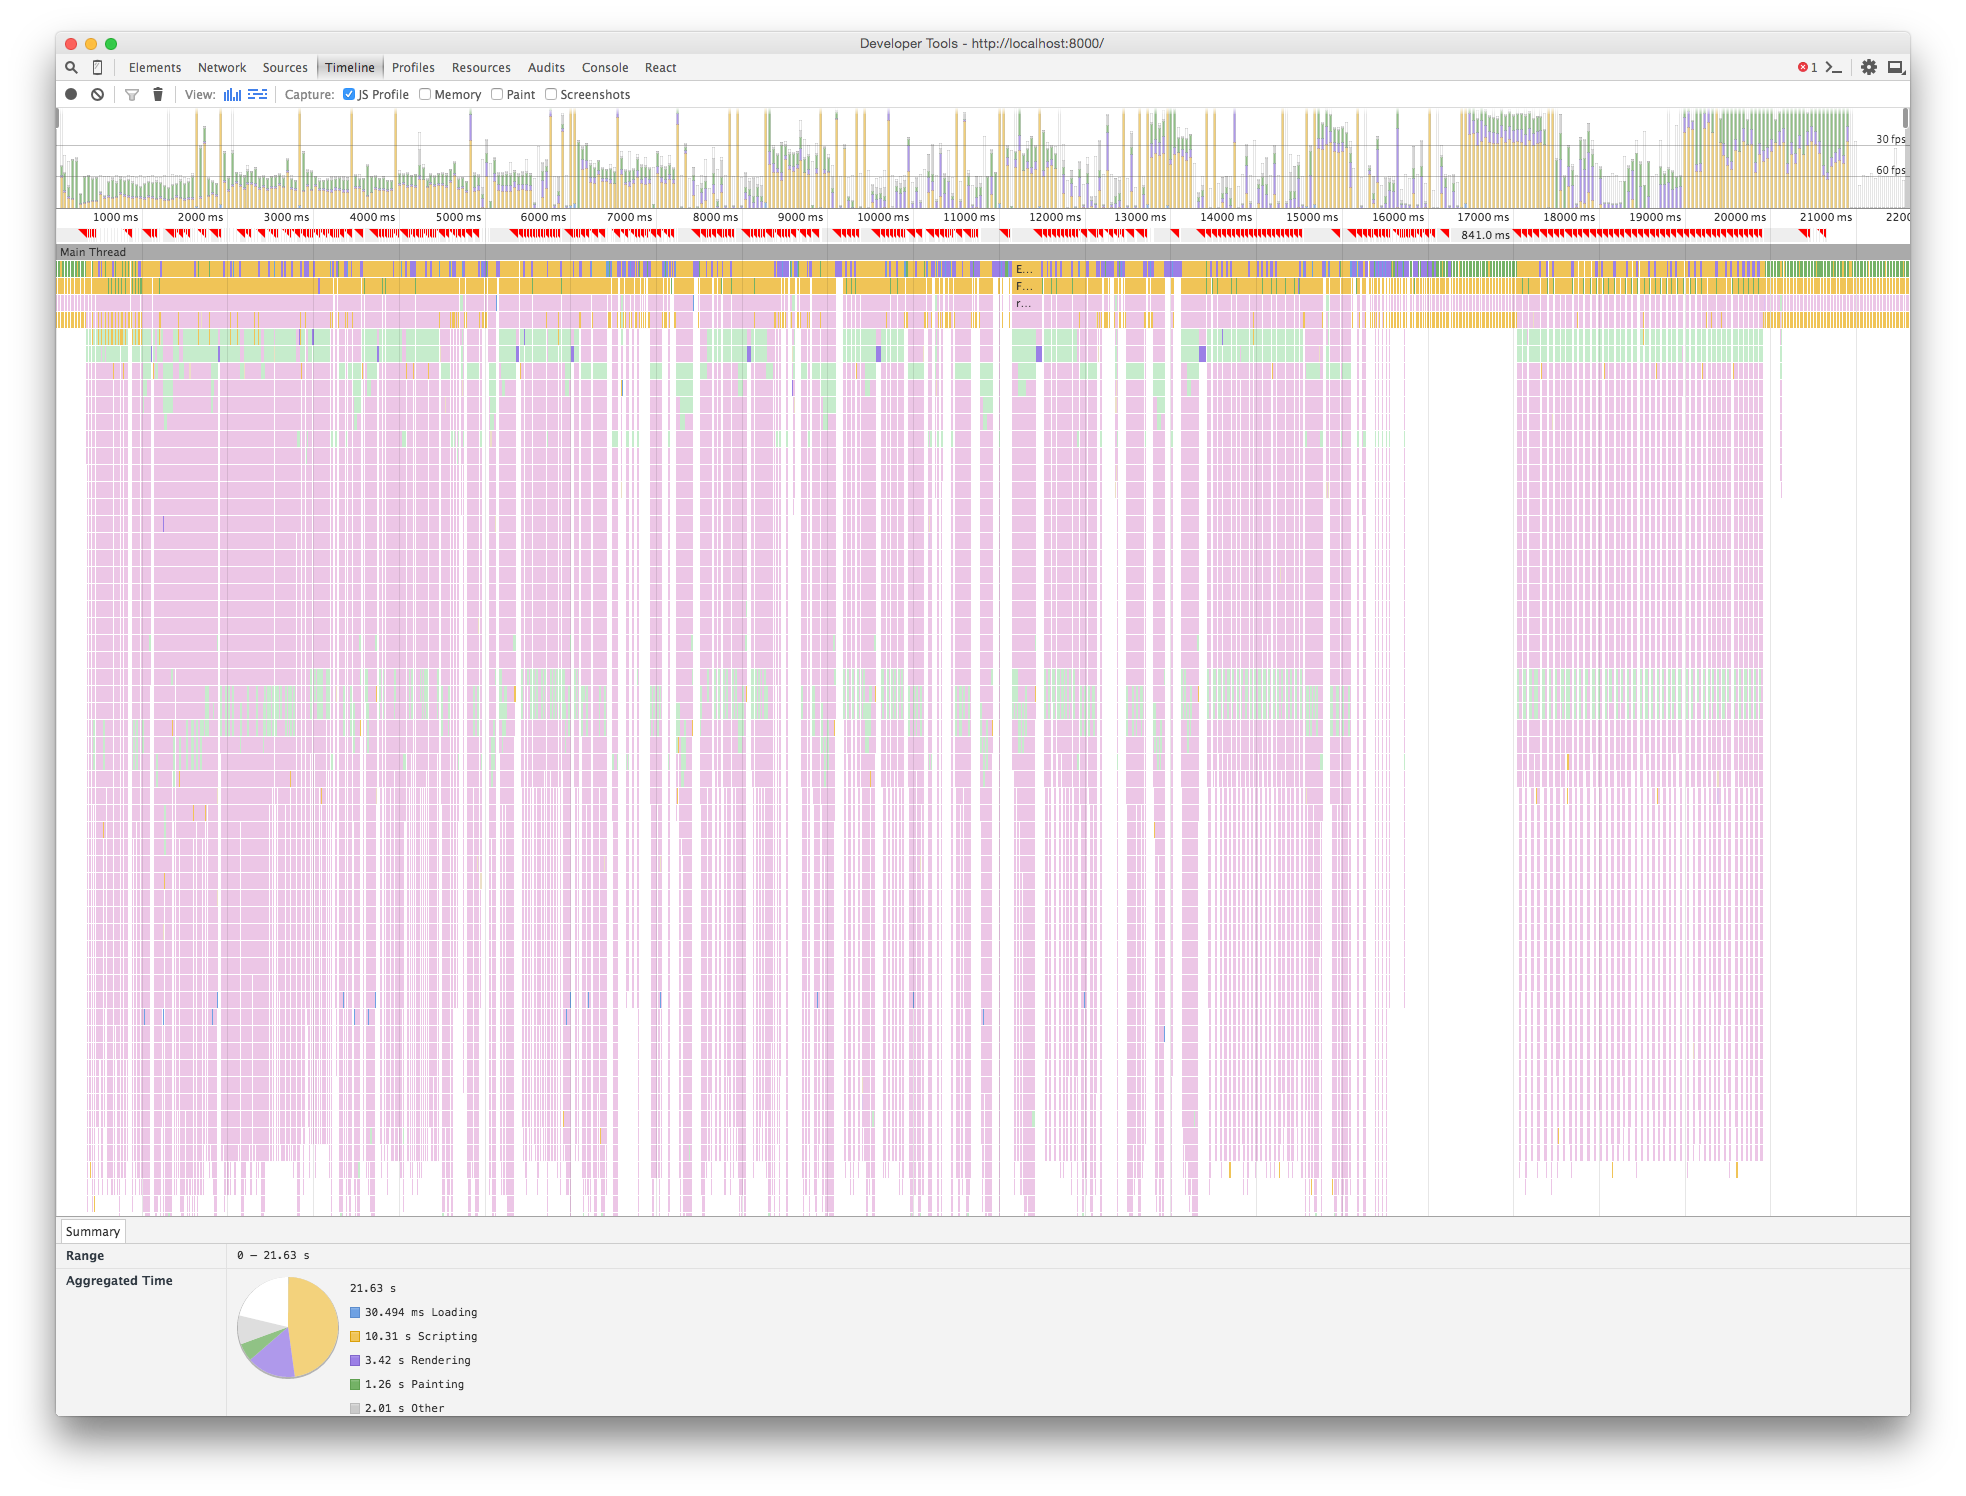 Developer Tools - http://localhost:8000/
Elements Network Sources Timeline Profiles Resources Audits Console React 1
View: Capture: JS Profile Memory Paint Screenshots
30 fps
60 fps
1000 ms 2000 ms 3000 ms 4000 ms 5000 ms 6000 ms 7000 ms 8000 ms 9000 ms 10000 ms 11000 ms 12000 ms 13000 ms 14000 ms 15000 ms 16000 ms 17000 ms 18000 ms 19000 ms 20000 ms 21000 ms 2200
841.0 ms
Main Thread
E...
F...
r...
Summary
Range 0 – 21.63 s
Aggregated Time
21.63 s
30.494 ms Loading
10.31 s Scripting
3.42 s Rendering
1.26 s Painting
2.01 s Other